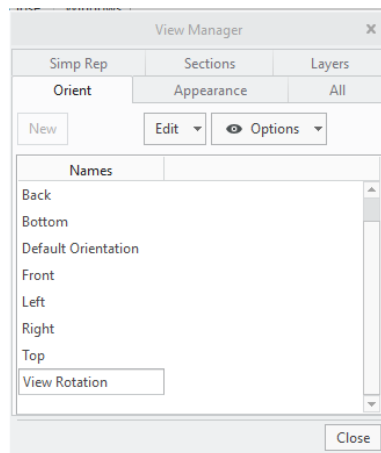 View Manager
Simp Rep Sections Layers
Orient Appearance All
New Edit Options
Names
Back
Bottom
Default Orientation
Front
Left
Right
Top
View Rotation
Close